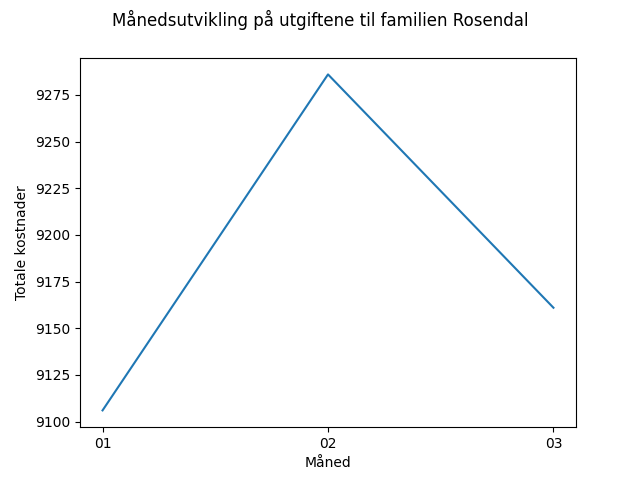 Månedsutvikling på utgiftene til familien Rosendal
Totale kostnader
9275
9250
9225
9200
9175
9150
9125
9100
01 02 03
Måned